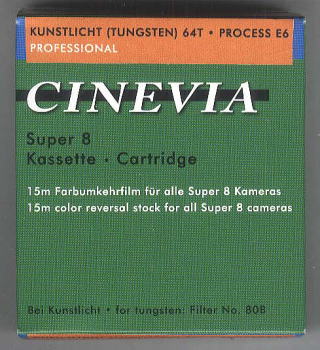 KUNSTLICHT (TUNGSTEN) 64T • PROCESS E6
PROFESSIONAL
CINEVIA
Super 8
Kassette · Cartridge
15m Farbumkehrfilm für alle Super 8 Kameras
15m color reversal stock for all Super 8 cameras
Bei Kunstlicht • for tungsten: Filter No. 80B